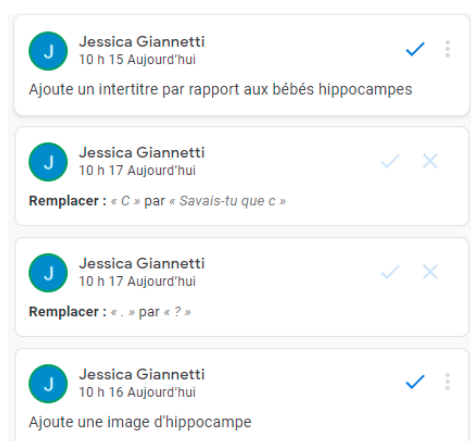 J
Jessica Giannetti
10 h 15 Aujourd'hui
Ajoute un intertitre par rapport aux bébés hippocampes
J
Jessica Giannetti
10 h 17 Aujourd'hui
Remplacer : « C » par « Savais-tu que c »
J
Jessica Giannetti
10 h 17 Aujourd'hui
Remplacer : « . » par « ? »
J
Jessica Giannetti
10 h 16 Aujourd'hui
Ajoute une image d'hippocampe